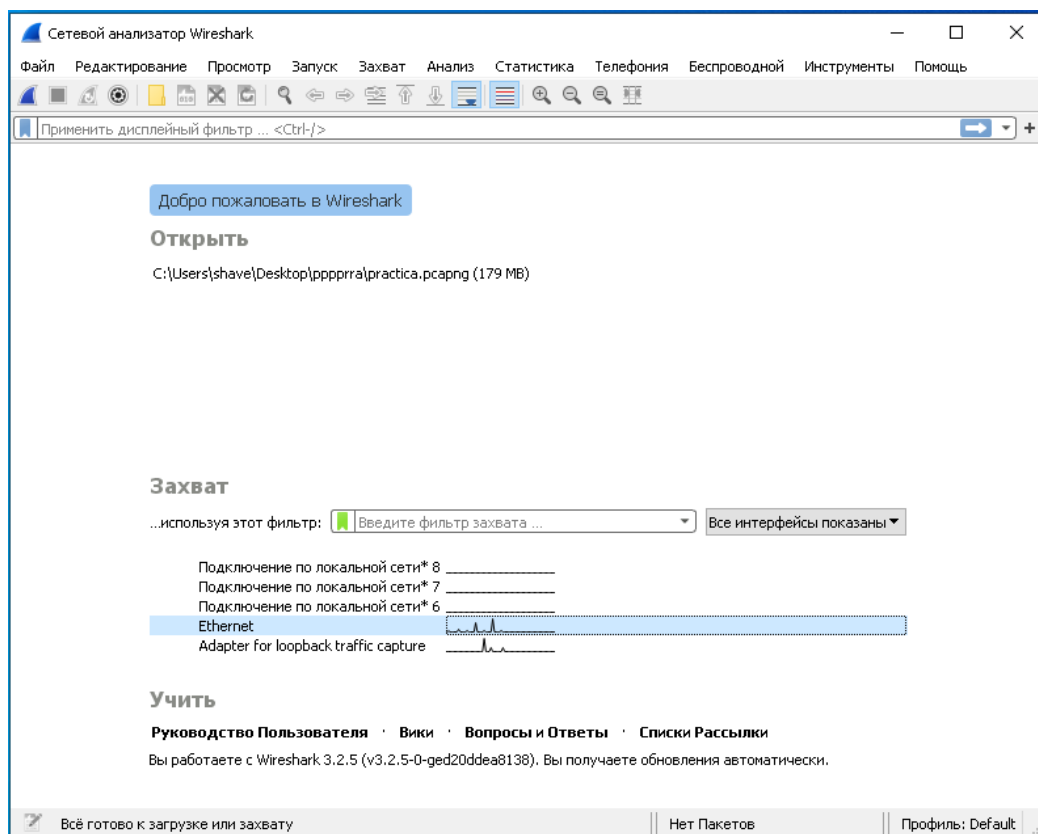 Сетевой анализатор Wireshark
Файл Редактирование Просмотр Запуск Захват Анализ Статистика Телефония Беспроводной Инструменты Помощь
Применить дисплейный фильтр ... <Ctrl-/>
Добро пожаловать в Wireshark
Открыть
C:\Users\shave\Desktop\pppprra\practica.pcapng (179 MB)
Захват
...используя этот фильтр: Введите фильтр захвата ... Все интерфейсы показаны
Подключение по локальной сети* 8
Подключение по локальной сети* 7
Подключение по локальной сети* 6
Ethernet
Adapter for loopback traffic capture
Учить
Руководство Пользователя · Вики · Вопросы и Ответы · Списки Рассылки
Вы работаете с Wireshark 3.2.5 (v3.2.5-0-ged20ddea8138). Вы получаете обновления автоматически.
Всё готово к загрузке или захвату Нет Пакетов Профиль: Default